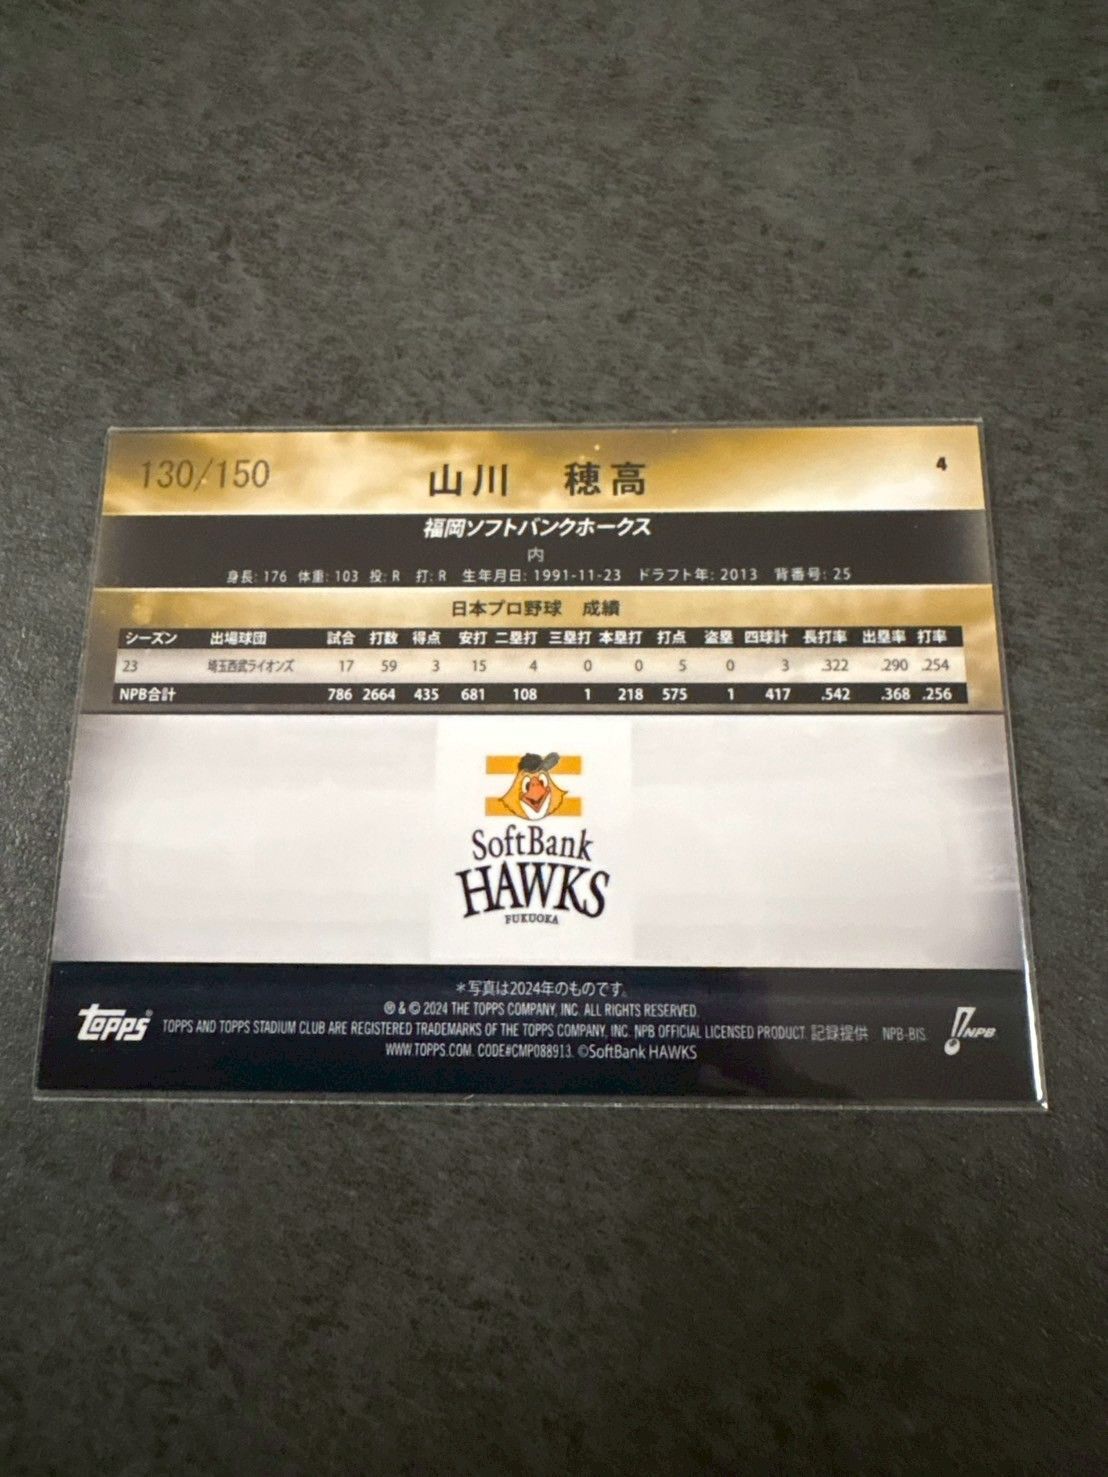 130/150
山川 穂高
4
福岡ソフトバンクホークス
内
身長: 176 体重: 103 投: R 打: R 生年月日: 1991-11-23 ドラフト年: 2013 背番号: 25
日本プロ野球 成績
シーズン 出場球団 試合 打数 得点 安打 二塁打 三塁打 本塁打 打点 盗塁 四球計 長打率 出塁率 打率
23 埼玉西武ライオンズ 17 59 3 15 4 0 0 5 0 3 .322 .290 .254
NPB合計 786 2664 435 681 108 1 218 575 1 417 .542 .368 .256
SoftBank
HAWKS
FUKUOKA
＊写真は2024年のものです。
® & © 2024 THE TOPPS COMPANY, INC. ALL RIGHTS RESERVED.
topps® TOPPS AND TOPPS STADIUM CLUB ARE REGISTERED TRADEMARKS OF THE TOPPS COMPANY, INC. NPB OFFICIAL LICENSED PRODUCT. 記録提供 NPB-BIS NPB
WWW.TOPPS.COM. CODE#CMP088913. ©SoftBank HAWKS